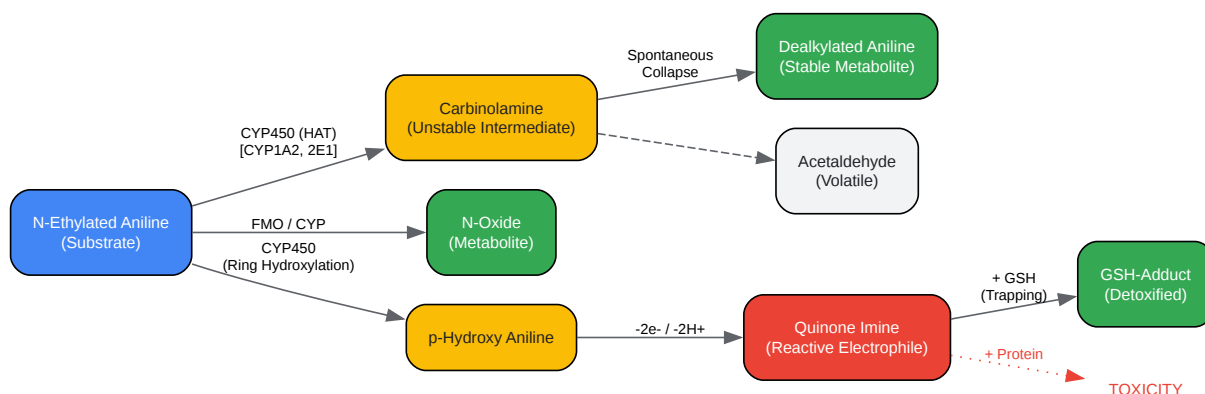 Dealkylated Aniline
(Stable Metabolite)
Spontaneous
Collapse
Carbinolamine
(Unstable Intermediate)
CYP450 (HAT)
[CYP1A2, 2E1]
Acetaldehyde
(Volatile)
N-Ethylated Aniline
(Substrate)
FMO / CYP
N-Oxide
(Metabolite)
CYP450
(Ring Hydroxylation)
GSH-Adduct
(Detoxified)
+ GSH
(Trapping)
p-Hydroxy Aniline
-2e- / -2H+
Quinone Imine
(Reactive Electrophile)
+ Protein
TOXICITY